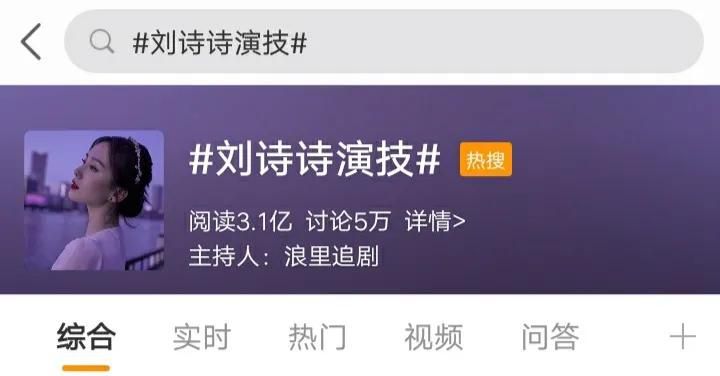 #刘诗诗演技#
#刘诗诗演技# 热搜
阅读3.1亿 讨论5万 详情>
主持人：浪里追剧
综合 实时 热门 视频 问答